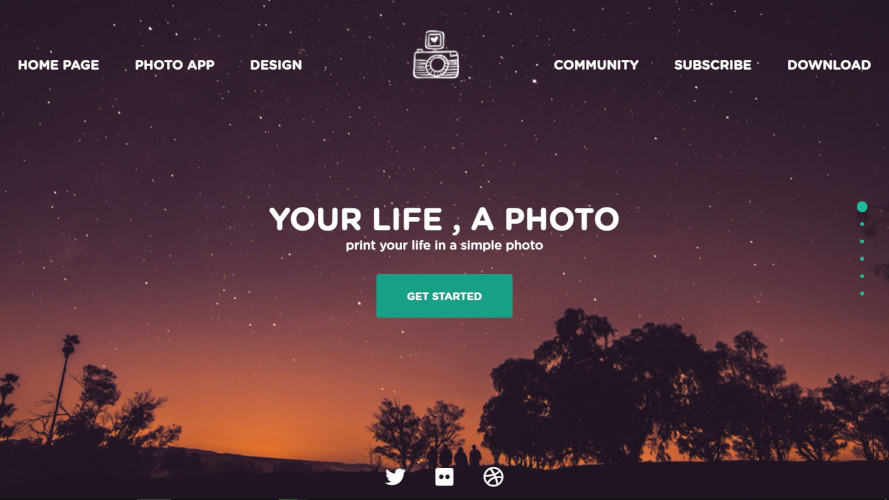 HOME PAGE PHOTO APP DESIGN COMMUNITY SUBSCRIBE DOWNLOAD
YOUR LIFE , A PHOTO
print your life in a simple photo
GET STARTED